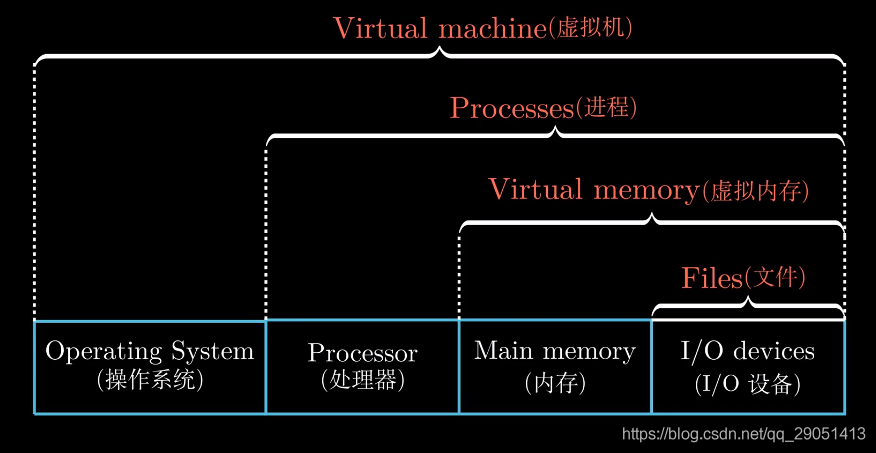 Virtual machine(虚拟机)
Processes(进程)
Virtual memory(虚拟内存)
Files(文件)
Operating System
(操作系统)
Processor
(处理器)
Main memory
(内存)
I/O devices
(I/O 设备)
https://blog.csdn.net/qq_29051413